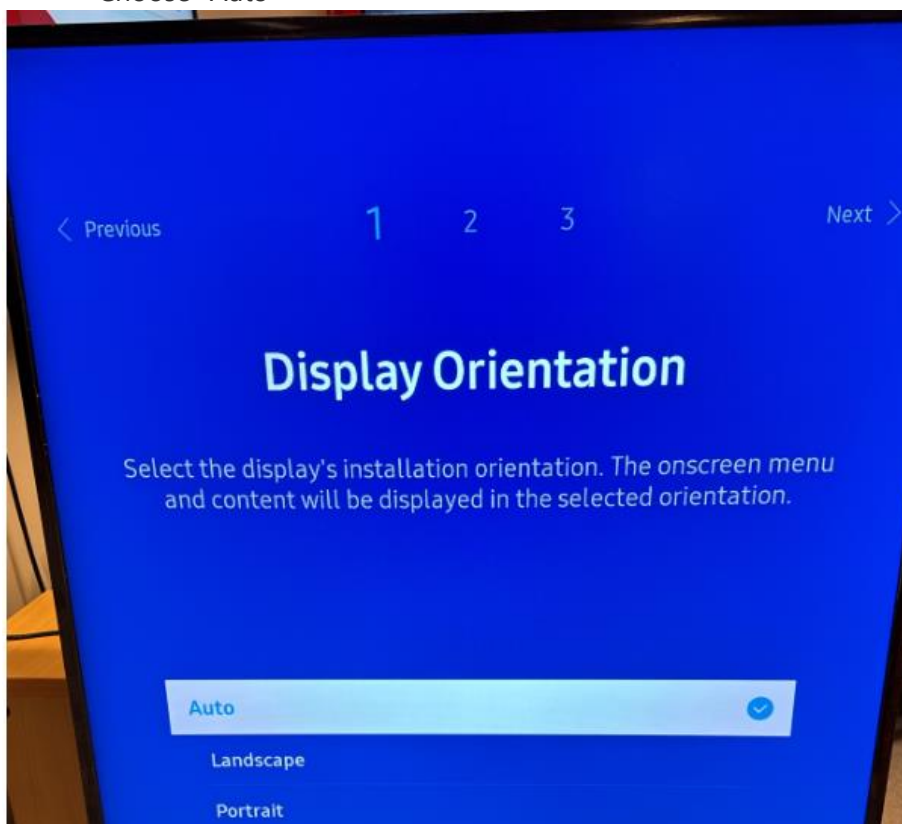 < Previous 1 2 3 Next >
Display Orientation
Select the display's installation orientation. The onscreen menu
and content will be displayed in the selected orientation.
Auto
Landscape
Portrait